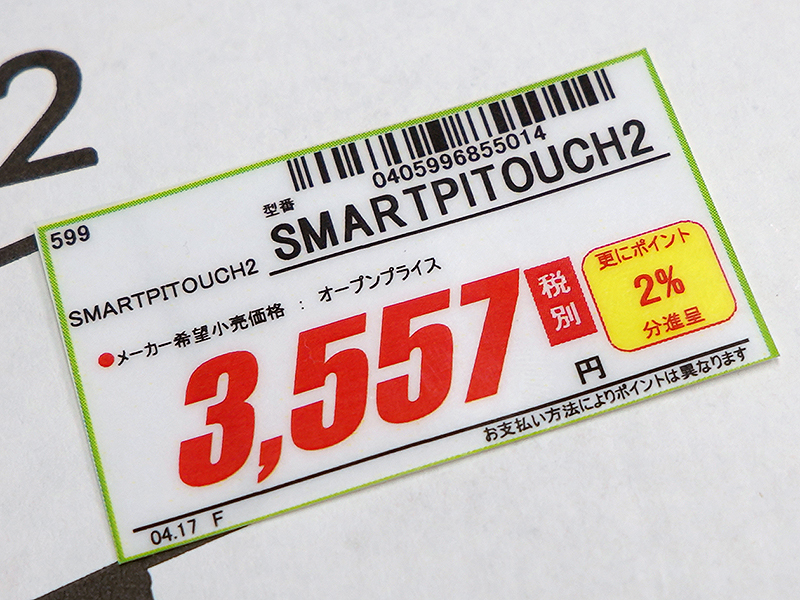 2
0405996855014
型番
SMARTPITOUCH2
599
SMARTPITOUCH2
●メーカー希望小売価格 : オープンプライス
3,557
税別
円
更にポイント
2%
分進呈
お支払い方法によりポイントは異なります
04.17 F